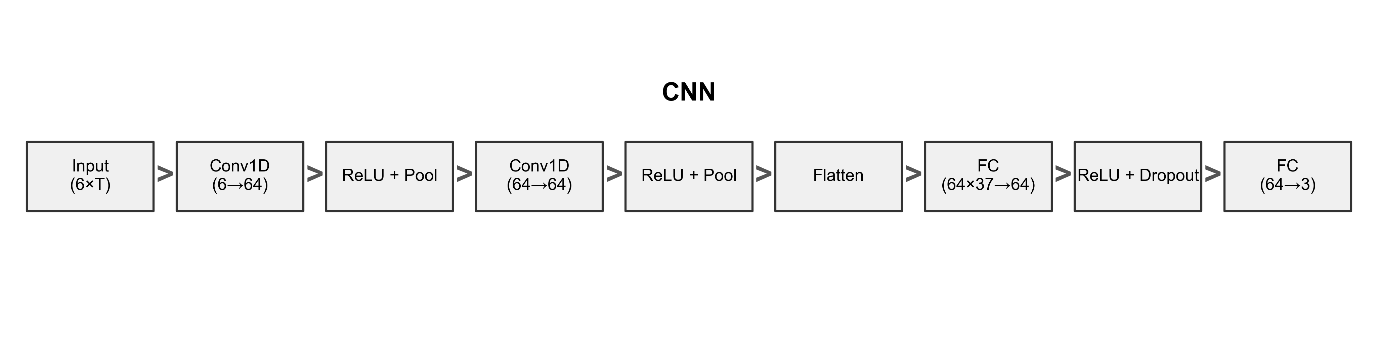 CNN
Input
(6×T)
>
Conv1D
(6→64)
>
ReLU + Pool
>
Conv1D
(64→64)
>
ReLU + Pool
>
Flatten
>
FC
(64×37→64)
>
ReLU + Dropout
>
FC
(64→3)